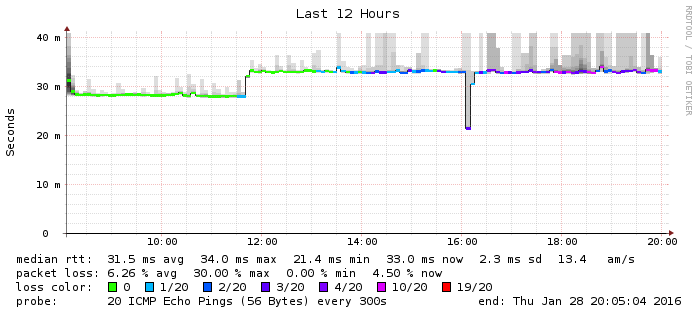 Last 12 Hours
RRDTOOL / TOBI OETIKER
Seconds
40 m
30 m
20 m
10 m
0
10:00 12:00 14:00 16:00 18:00 20:00
median rtt: 31.5 ms avg 34.0 ms max 21.4 ms min 33.0 ms now 2.3 ms sd 13.4 am/s
packet loss: 6.26 % avg 30.00 % max 0.00 % min 4.50 % now
loss color: 0 1/20 2/20 3/20 4/20 10/20 19/20
probe: 20 ICMP Echo Pings (56 Bytes) every 300s end: Thu Jan 28 20:05:04 2016